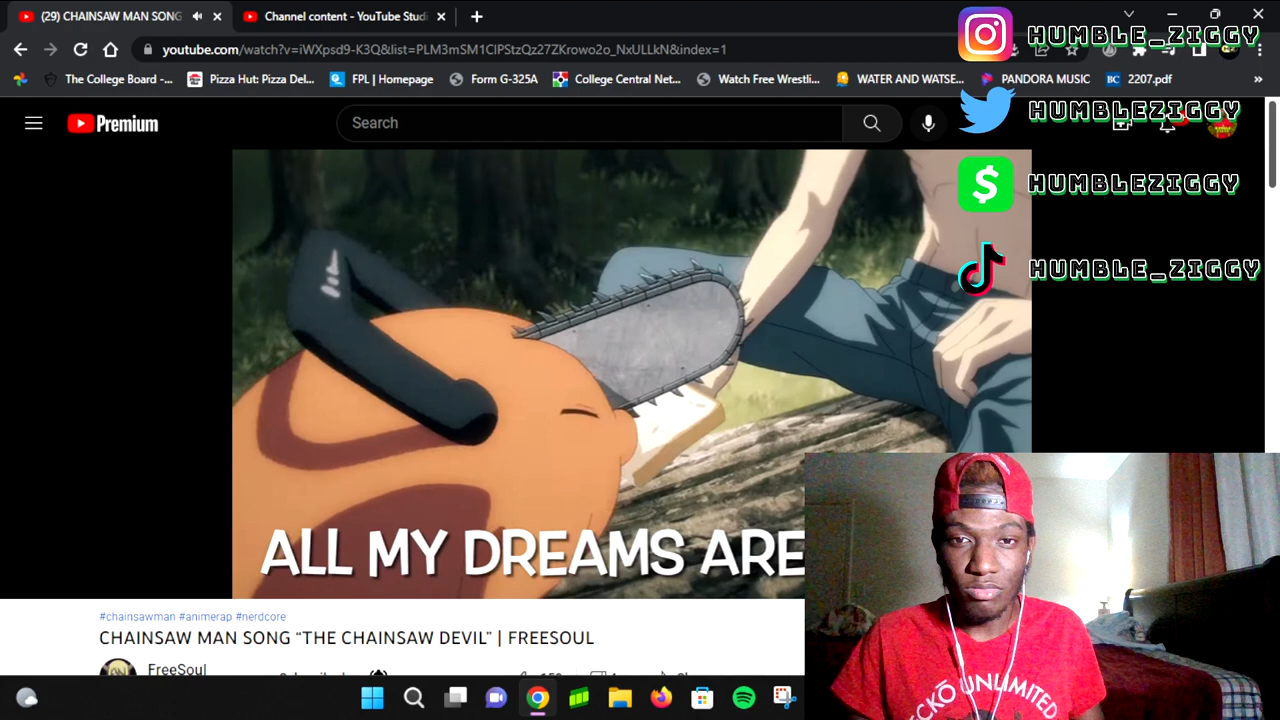 (29) CHAINSAW MAN SONG
Channel content - YouTube Studi
youtube.com/watch?v=iWXpsd9-K3Q&list=PLM3mSM1ClPStzQz27ZKrowo2o_NxULLkN&index=1
The College Board -...
Pizza Hut: Pizza Del...
FPL | Homepage
Form G-325A
College Central Net...
Watch Free Wrestli...
WATER AND WATSE...
PANDORA MUSIC
BC 2207.pdf
HUMBLE_ZIGGY
HUMBLEZIGGY
HUMBLEZIGGY
HUMBLE_ZIGGY
Premium
Search
ALL MY DREAMS ARE
#chainsawman #animerap #nerdcore
CHAINSAW MAN SONG “THE CHAINSAW DEVIL” | FREESOUL
FreeSoul
ECKŌ UNLIMITED